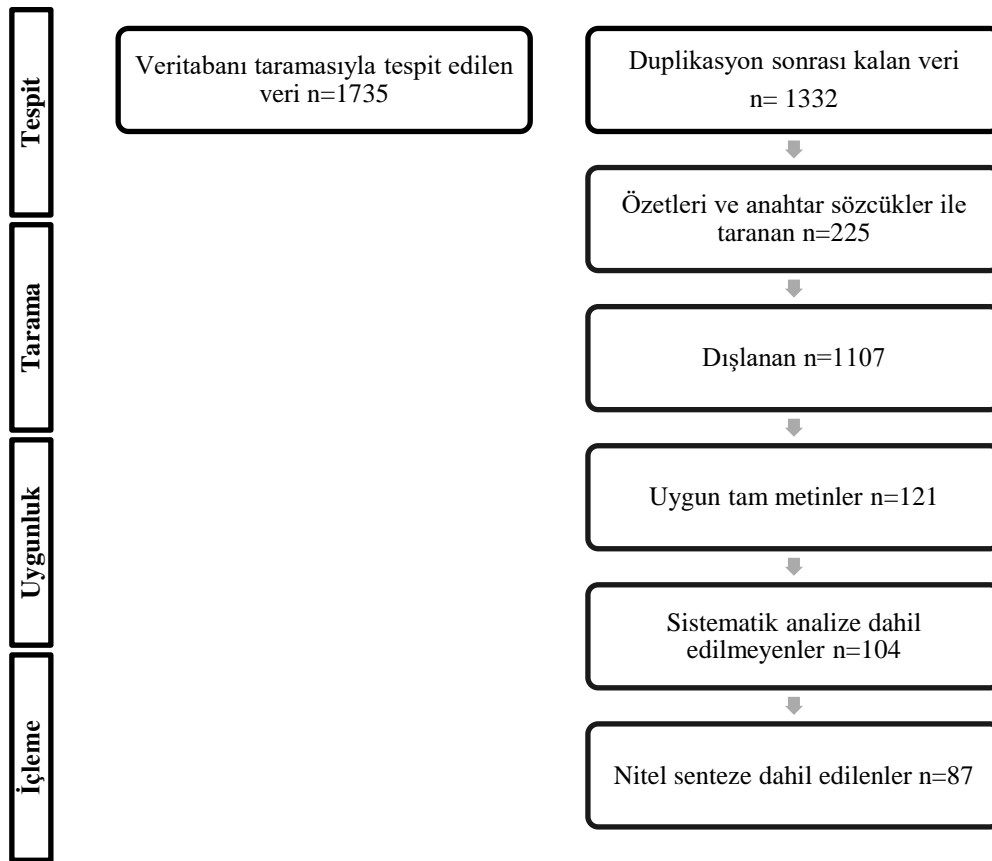 Tespit
Veritabanı taramasıyla tespit edilen
veri n=1735
Duplikasyon sonrası kalan veri
n= 1332
Özetleri ve anahtar sözcükler ile
taranan n=225
Tarama
Dışlanan n=1107
Uygunluk
Uygun tam metinler n=121
Sistematik analize dahil
edilmeyenler n=104
İçleme
Nitel senteze dahil edilenler n=87